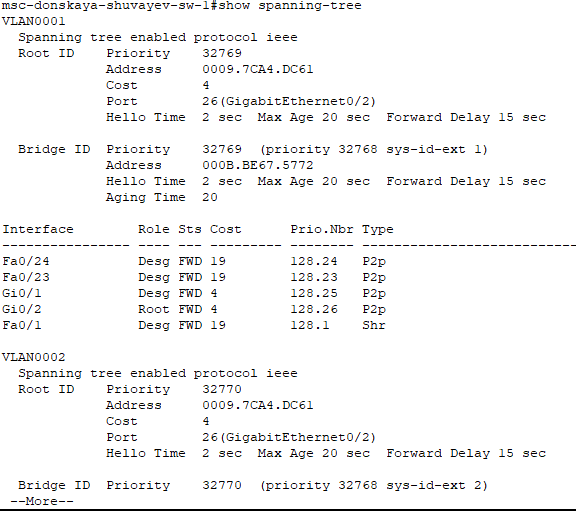 msc-donskaya-shuvayev-sw-1#show spanning-tree
VLAN0001
  Spanning tree enabled protocol ieee
  Root ID    Priority    32769
             Address     0009.7CA4.DC61
             Cost        4
             Port        26(GigabitEthernet0/2)
             Hello Time  2 sec  Max Age 20 sec  Forward Delay 15 sec

  Bridge ID  Priority    32769  (priority 32768 sys-id-ext 1)
             Address     000B.BE67.5772
             Hello Time  2 sec  Max Age 20 sec  Forward Delay 15 sec
             Aging Time  20

Interface        Role Sts Cost      Prio.Nbr Type
---------------- ---- --- --------- -------- --------------------------------
Fa0/24           Desg FWD 19        128.24   P2p
Fa0/23           Desg FWD 19        128.23   P2p
Gi0/1            Desg FWD 4         128.25   P2p
Gi0/2            Root FWD 4         128.26   P2p
Fa0/1            Desg FWD 19        128.1    Shr

VLAN0002
  Spanning tree enabled protocol ieee
  Root ID    Priority    32770
             Address     0009.7CA4.DC61
             Cost        4
             Port        26(GigabitEthernet0/2)
             Hello Time  2 sec  Max Age 20 sec  Forward Delay 15 sec

  Bridge ID  Priority    32770  (priority 32768 sys-id-ext 2)
 --More--